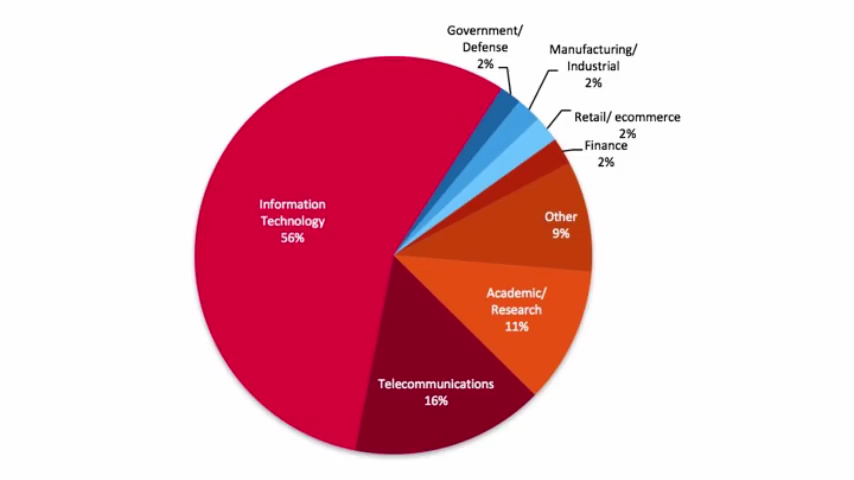 Government/
Defense
2%
Manufacturing/
Industrial
2%
Retail/ ecommerce
2%
Finance
2%
Information
Technology
56%
Other
9%
Academic/
Research
11%
Telecommunications
16%